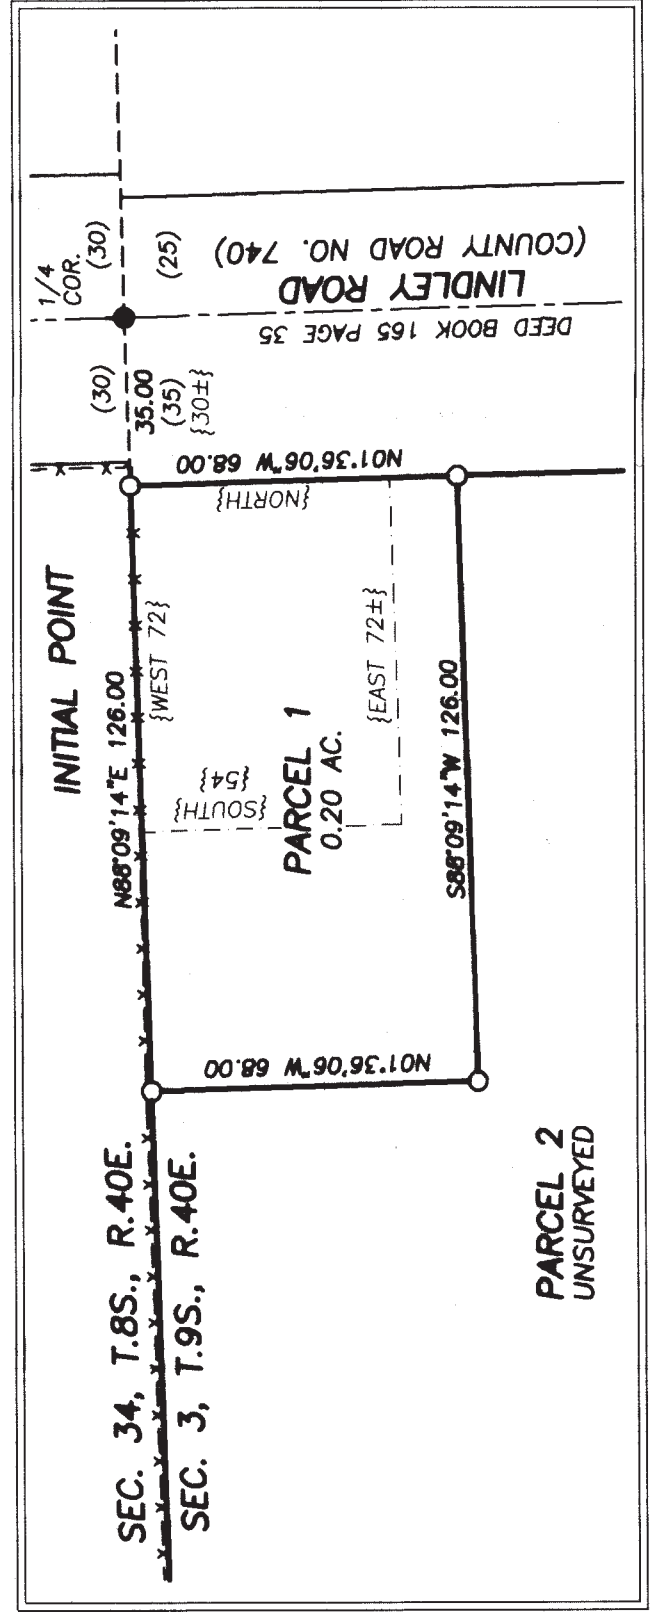 SEC. 34, T.8S., R.40E.
SEC. 3, T.9S., R.40E.
INITIAL POINT
N88°09'14"E 126.00
{WEST 72}
1/4
COR.
(30)
(30)
35.00
(35)
{30±}
(25)
N01°36'06"W 68.00
N01°36'06"W 68.00
{NORTH}
{SOUTH}
{54}
PARCEL 1
0.20 AC.
{EAST 72±}
S88°09'14"W 126.00
DEED BOOK 165 PAGE 35
LINDLEY ROAD
(COUNTY ROAD NO. 740)
PARCEL 2
UNSURVEYED